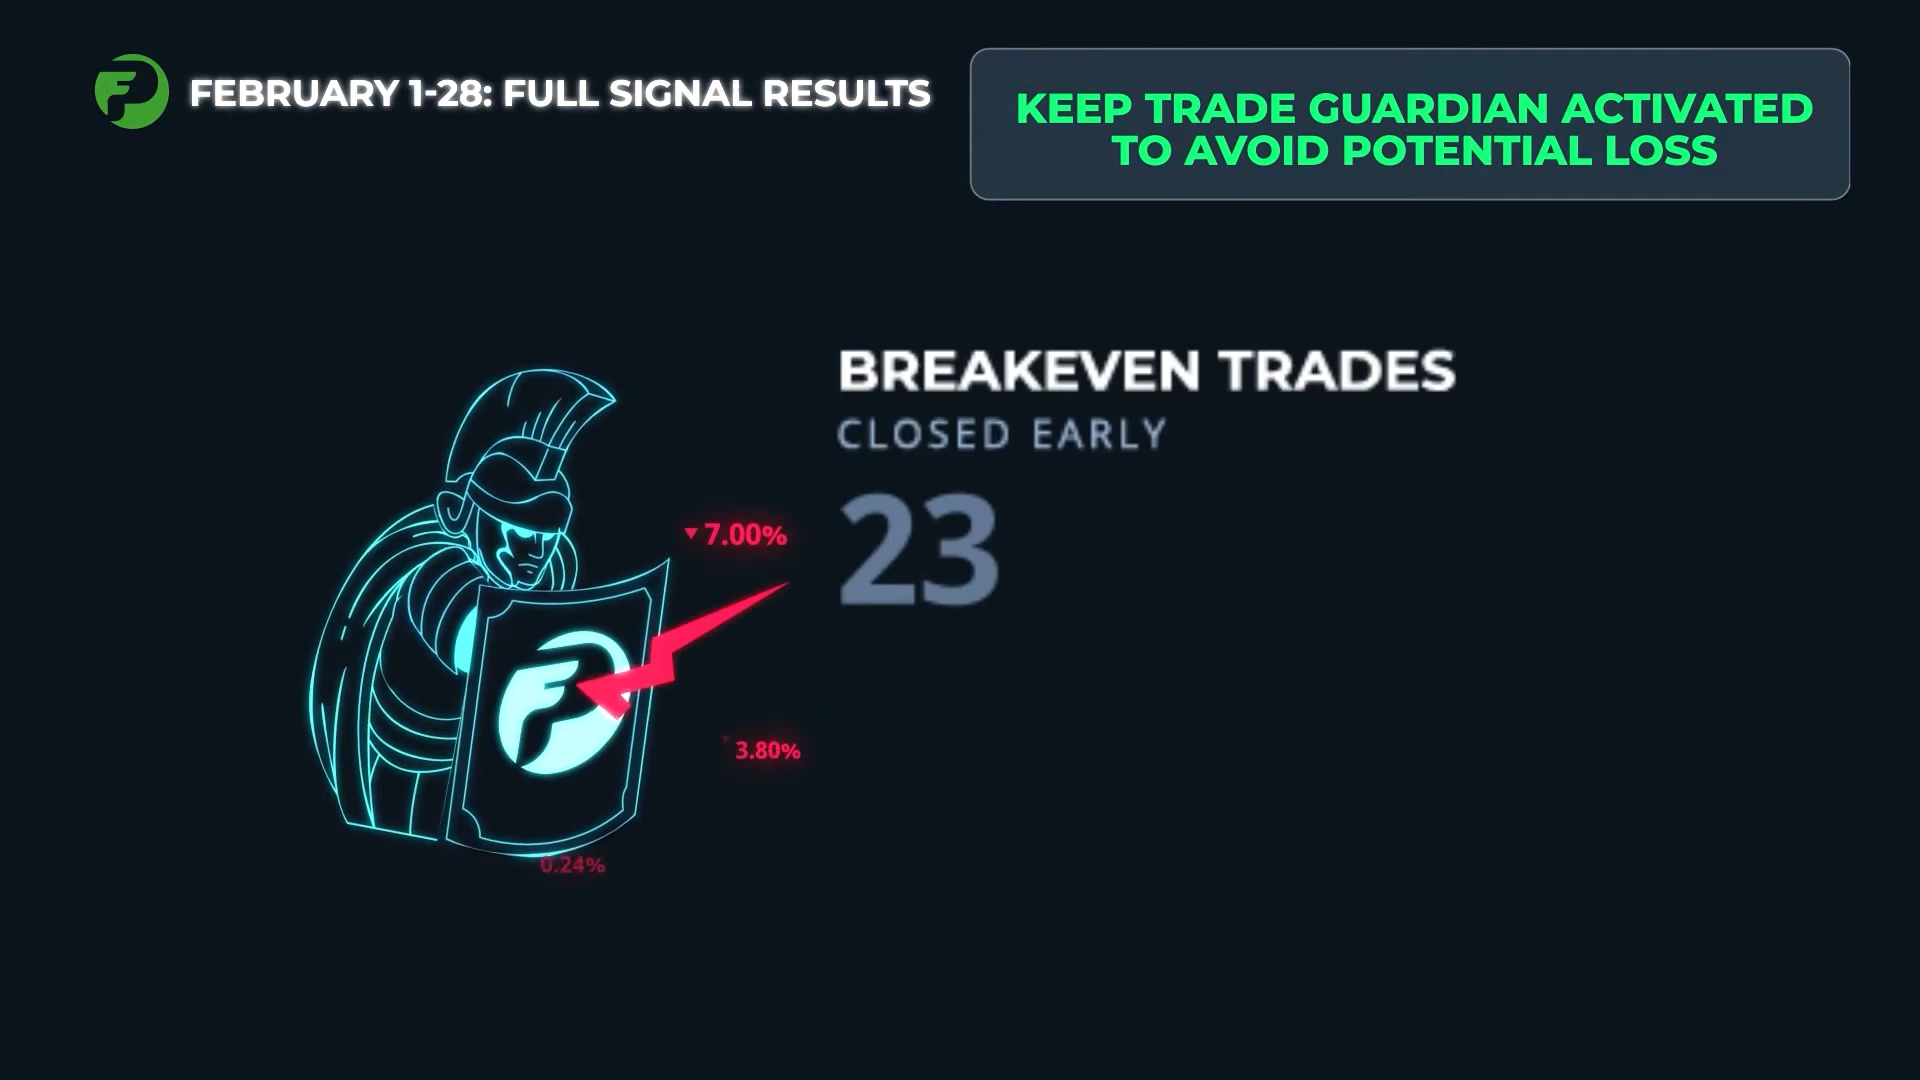 FEBRUARY 1-28: FULL SIGNAL RESULTS
KEEP TRADE GUARDIAN ACTIVATED
TO AVOID POTENTIAL LOSS
BREAKEVEN TRADES
CLOSED EARLY
23
▼7.00%
3.80%
0.24%